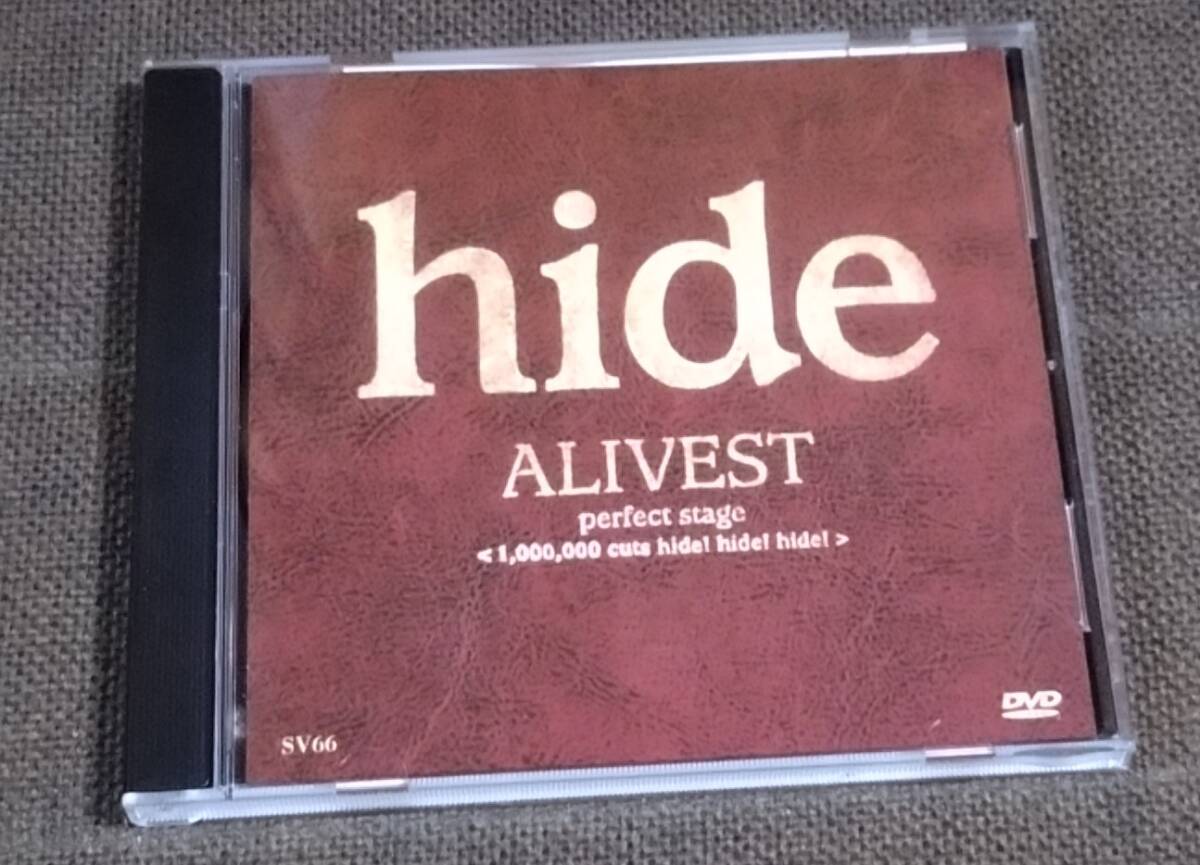 hide
ALIVEST
perfect stage
<1,000,000 cuts hide! hide! hide!>
DVD
SV66